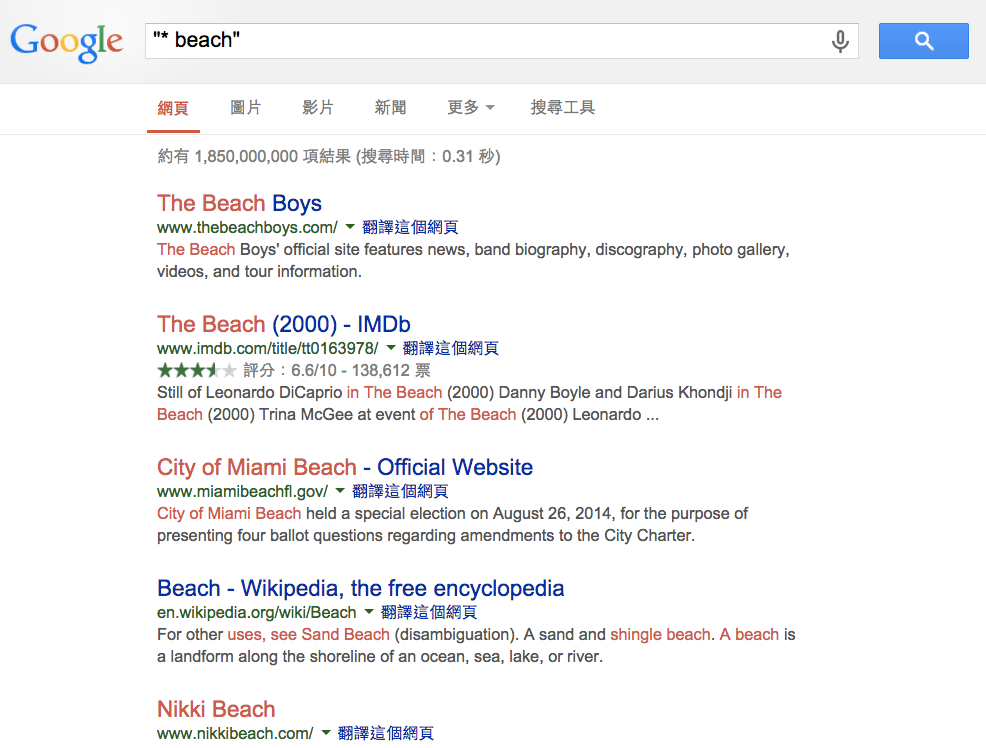 Google "* beach"
網頁 圖片 影片 新聞 更多 搜尋工具
約有 1,850,000,000 項結果 (搜尋時間：0.31 秒)
The Beach Boys
www.thebeachboys.com/ 翻譯這個網頁
The Beach Boys' official site features news, band biography, discography, photo gallery,
videos, and tour information.
The Beach (2000) - IMDb
www.imdb.com/title/tt0163978/ 翻譯這個網頁
評分：6.6/10 - 138,612 票
Still of Leonardo DiCaprio in The Beach (2000) Danny Boyle and Darius Khondji in The
Beach (2000) Trina McGee at event of The Beach (2000) Leonardo ...
City of Miami Beach - Official Website
www.miamibeachfl.gov/ 翻譯這個網頁
City of Miami Beach held a special election on August 26, 2014, for the purpose of
presenting four ballot questions regarding amendments to the City Charter.
Beach - Wikipedia, the free encyclopedia
en.wikipedia.org/wiki/Beach 翻譯這個網頁
For other uses, see Sand Beach (disambiguation). A sand and shingle beach. A beach is
a landform along the shoreline of an ocean, sea, lake, or river.
Nikki Beach
www.nikkibeach.com/ 翻譯這個網頁